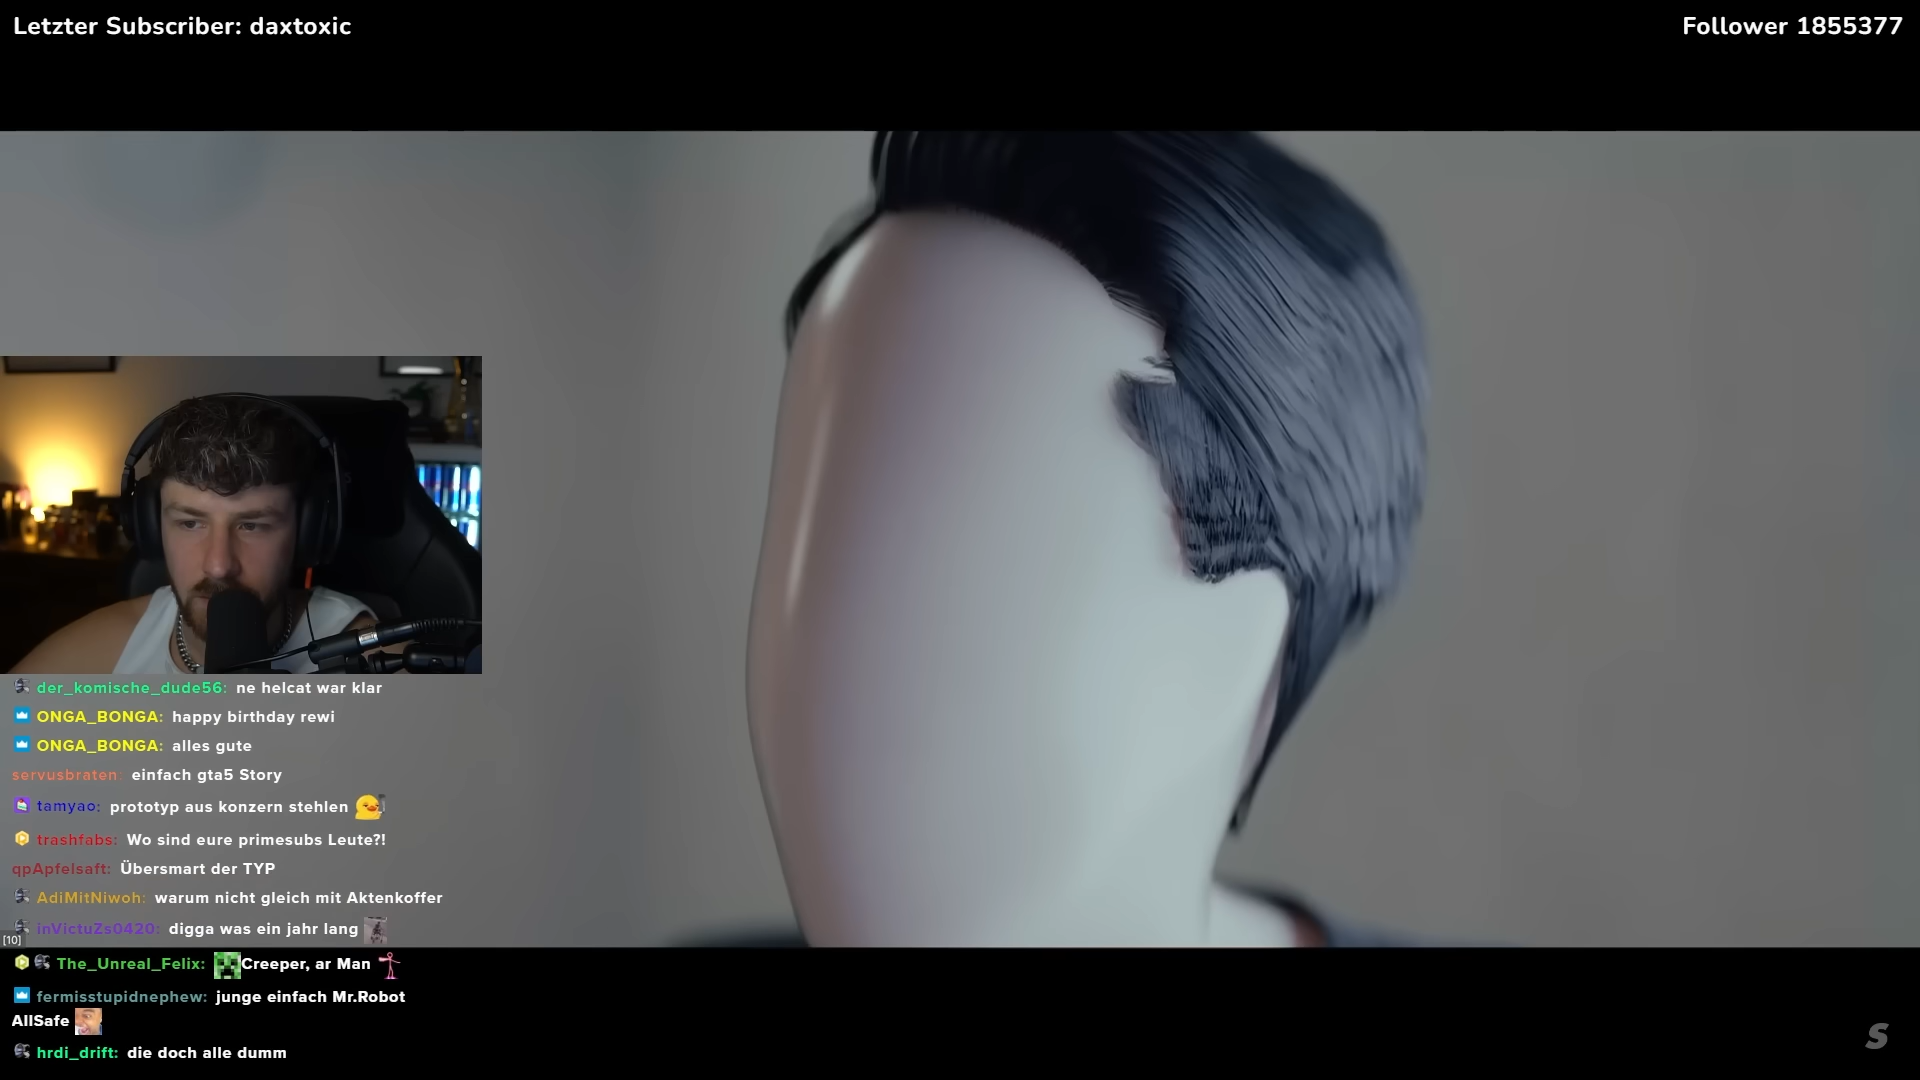 Letzter Subscriber: daxtoxic
Follower 1855377
der_komische_dude56: ne helcat war klar
ONGA_BONGA: happy birthday rewi
ONGA_BONGA: alles gute
servusbraten: einfach gta5 Story
tamyao: prototyp aus konzern stehlen
trashfabs: Wo sind eure primesubs Leute?!
qpApfelsaft: Übersmart der TYP
AdiMitNiwoh: warum nicht gleich mit Aktenkoffer
inVictuZs0420: digga was ein jahr lang
[10]
The_Unreal_Felix: Creeper, ar Man
fermisstupidnephew: junge einfach Mr.Robot
AllSafe
hrdi_drift: die doch alle dumm
S